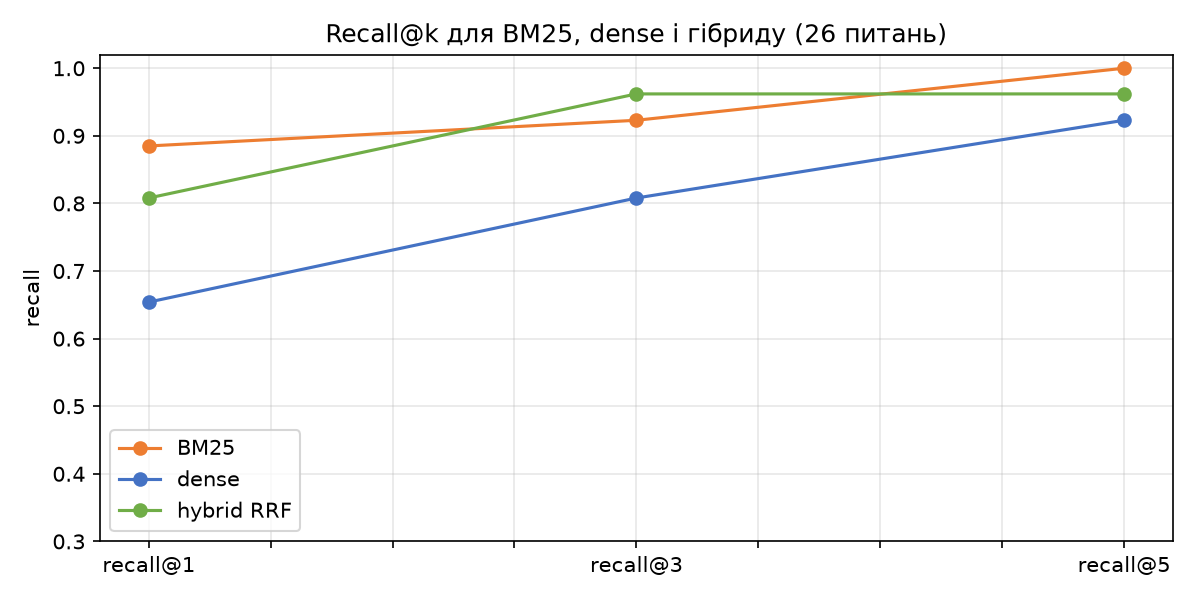 Recall@k для BM25, dense і гібриду (26 питань)
recall
1.0
0.9
0.8
0.7
0.6
0.5
0.4
0.3
BM25
dense
hybrid RRF
recall@1
recall@3
recall@5